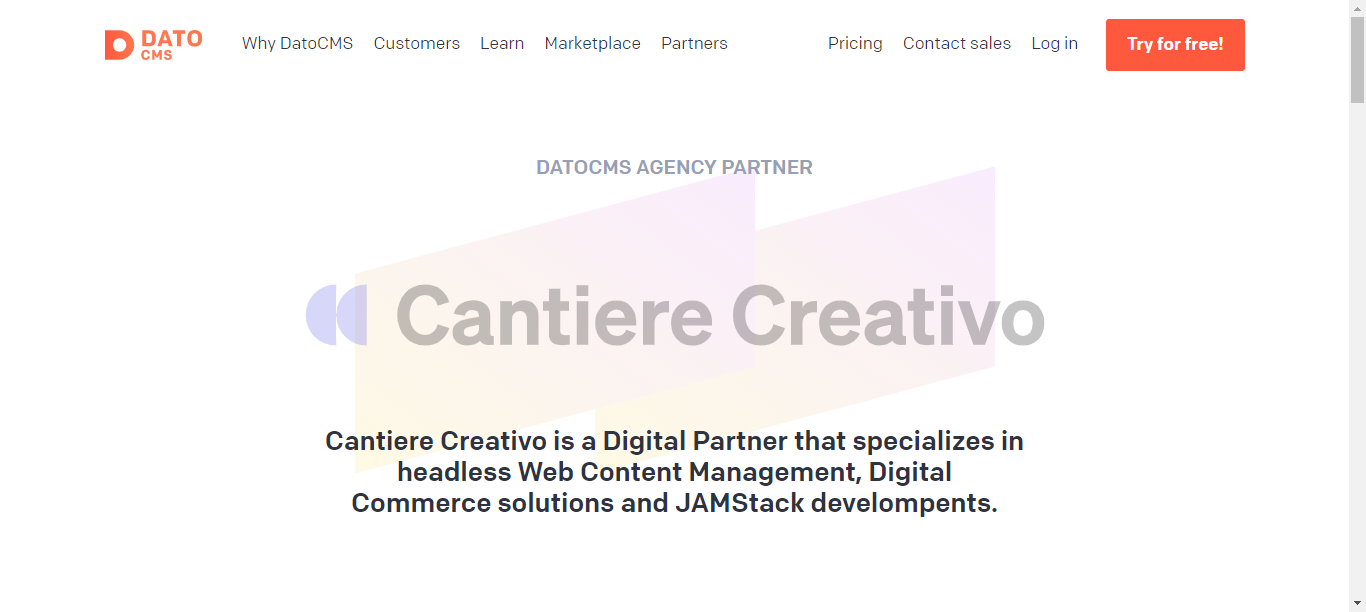 DATO
CMS
Why DatoCMS Customers Learn Marketplace Partners Pricing Contact sales Log in Try for free!
DATOCMS AGENCY PARTNER
Cantiere Creativo
Cantiere Creativo is a Digital Partner that specializes in
headless Web Content Management, Digital
Commerce solutions and JAMStack develompents.